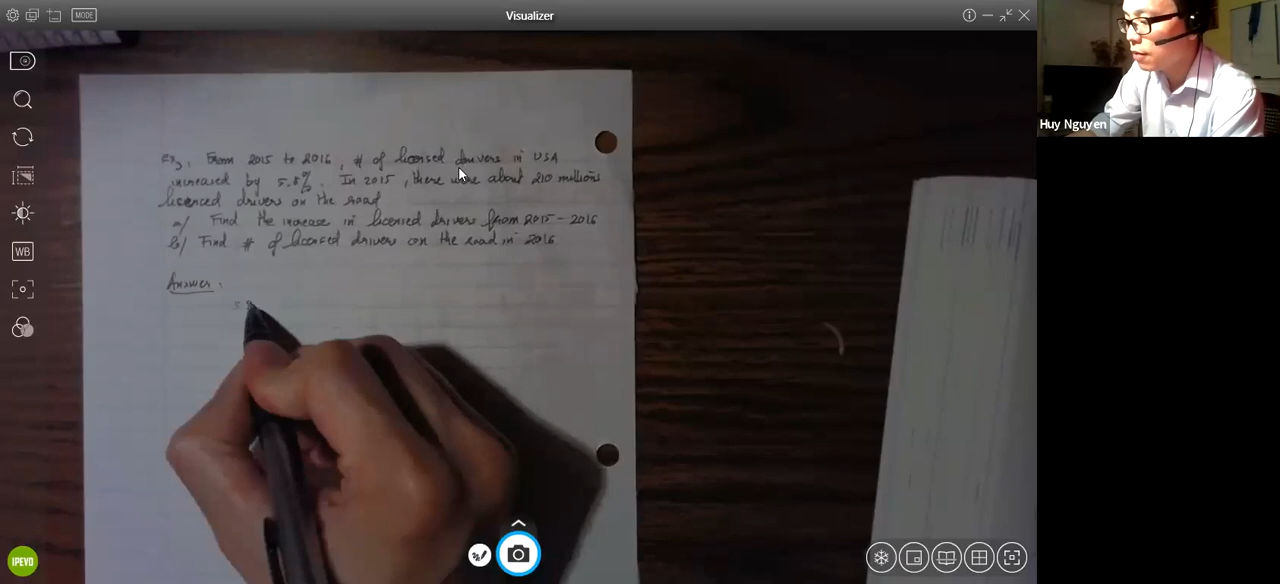 MODE
Visualizer
Huy Nguyen
Ex3. From 2015 to 2016, # of licensed drivers in USA
increased by 5.8%. In 2015, there were about 210 millions
licensed drivers on the road
a/ Find the increase in licensed drivers from 2015 - 2016
b/ Find # of licensed drivers on the road in 2016
Answer:
5.8
WB
IPEVO